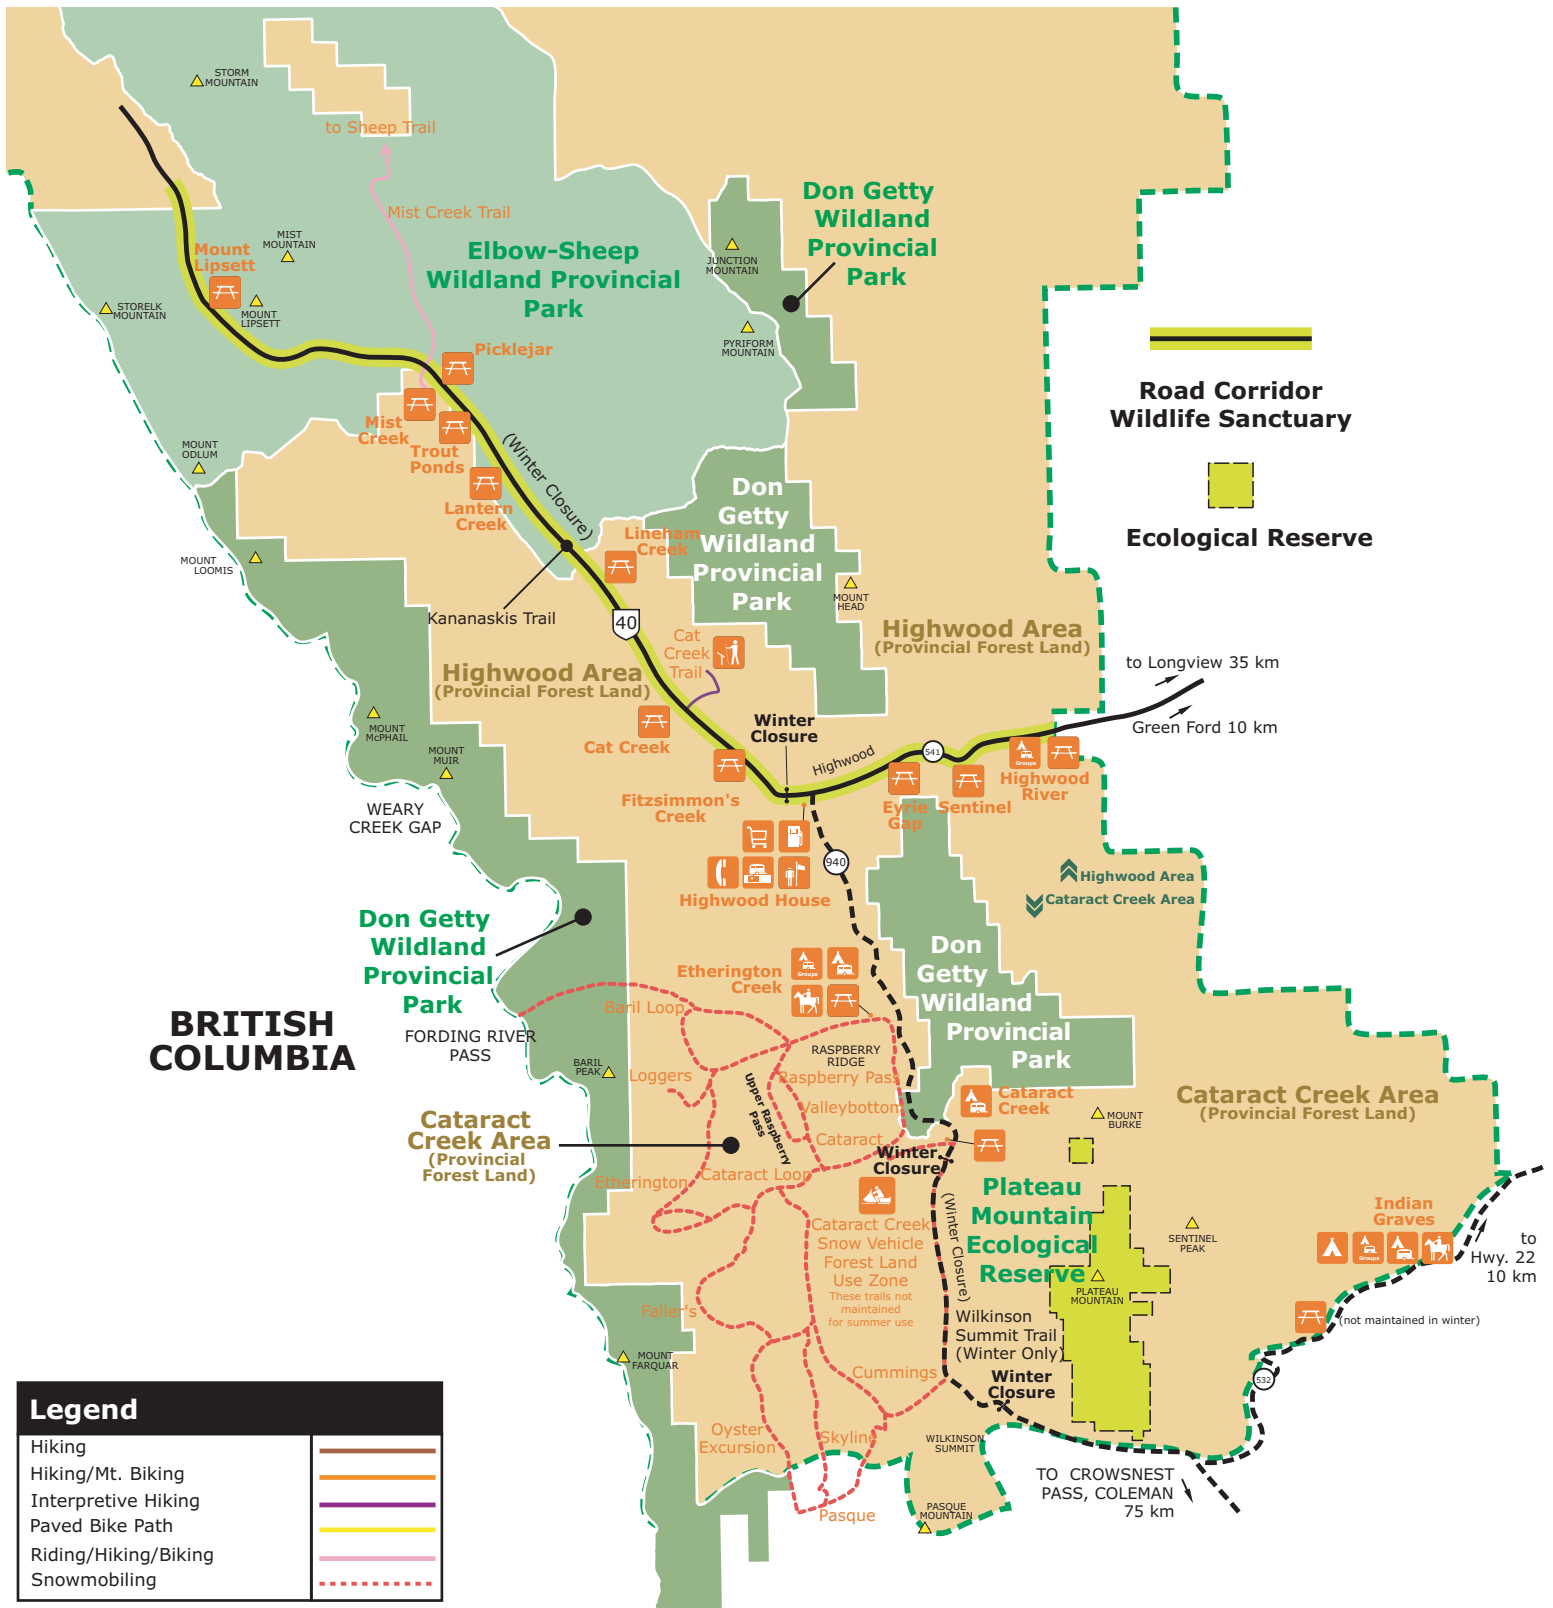 STORM
MOUNTAIN
to Sheep Trail
Mist Creek Trail
Don Getty
Wildland
Provincial
Park
MIST
MOUNTAIN
Mount
Lipsett
Elbow-Sheep
Wildland Provincial
Park
JUNCTION
MOUNTAIN
STORELK
MOUNTAIN
MOUNT
LIPSETT
PYRIFORM
MOUNTAIN
Picklejar
Road Corridor
Wildlife Sanctuary
Mist
Creek
Trout
Ponds
(Winter Closure)
MOUNT
ODLUM
Lantern
Creek
Don
Getty
Wildland
Provincial
Park
Ecological Reserve
Lineham
Creek
MOUNT
LOOMIS
MOUNT
HEAD
Kananaskis Trail
40
Cat
Creek
Trail
Highwood Area
(Provincial Forest Land)
Highwood Area
(Provincial Forest Land)
to Longview 35 km
Green Ford 10 km
MOUNT
McPHAIL
Cat Creek
Winter
Closure
Highwood
541
MOUNT
MUIR
Groups
Highwood
River
Fitzsimmon's
Creek
Eyrie
Gap
Sentinel
WEARY
CREEK GAP
940
Highwood House
Highwood Area
Cataract Creek Area
Don Getty
Wildland
Provincial
Park
Don
Getty
Wildland
Provincial
Park
Etherington
Creek
Groups
Baril Loop
BRITISH
COLUMBIA
FORDING RIVER
PASS
BARIL
PEAK
Loggers
RASPBERRY
RIDGE
Raspberry Pass
Upper Raspberry
Pass
Valleybottom
Cataract
Cataract
Creek
MOUNT
BURKE
Cataract Creek Area
(Provincial Forest Land)
Cataract
Creek Area
(Provincial
Forest Land)
Winter
Closure
Etherington
Cataract Loop
Plateau
Mountain
Ecological
Reserve
(Winter Closure)
Cataract Creek
Snow Vehicle
Forest Land
Use Zone
These trails not
maintained
for summer use
SENTINEL
PEAK
Indian
Graves
Groups
to
Hwy. 22
10 km
PLATEAU
MOUNTAIN
Faller's
Wilkinson
Summit Trail
(Winter Only)
(not maintained in winter)
MOUNT
FARQUAR
Cummings
Winter
Closure
532
Oyster
Excursion
Skyline
WILKINSON
SUMMIT
TO CROWSNEST
PASS, COLEMAN
75 km
Pasque
PASQUE
MOUNTAIN
Legend
Hiking
Hiking/Mt. Biking
Interpretive Hiking
Paved Bike Path
Riding/Hiking/Biking
Snowmobiling